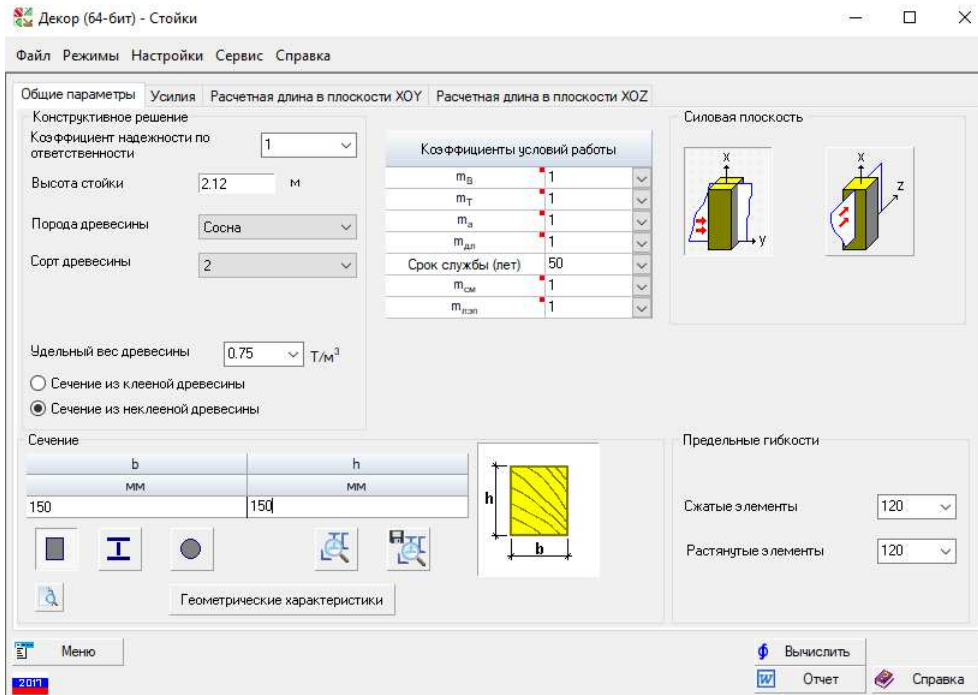 Декор (64-бит) - Стойки
Файл Режимы Настройки Сервис Справка
Общие параметры Усилия Расчетная длина в плоскости XOY Расчетная длина в плоскости XOZ
Конструктивное решение
Коэффициент надежности по
ответственности
1
Высота стойки 2.12 м
Порода древесины Сосна
Сорт древесины 2
Удельный вес древесины 0.75 Т/м³
Сечение из клееной древесины
Сечение из неклееной древесины
Коэффициенты условий работы
mВ 1
mТ 1
mа 1
mдл 1
Срок службы (лет) 50
mсм 1
mп:эп 1
Силовая плоскость
x
y
x
z
Сечение
b h
мм мм
150 150
h
b
Геометрические характеристики
Предельные гибкости
Сжатые элементы 120
Растянутые элементы 120
Меню
Вычислить
2017
W Отчет
Справка